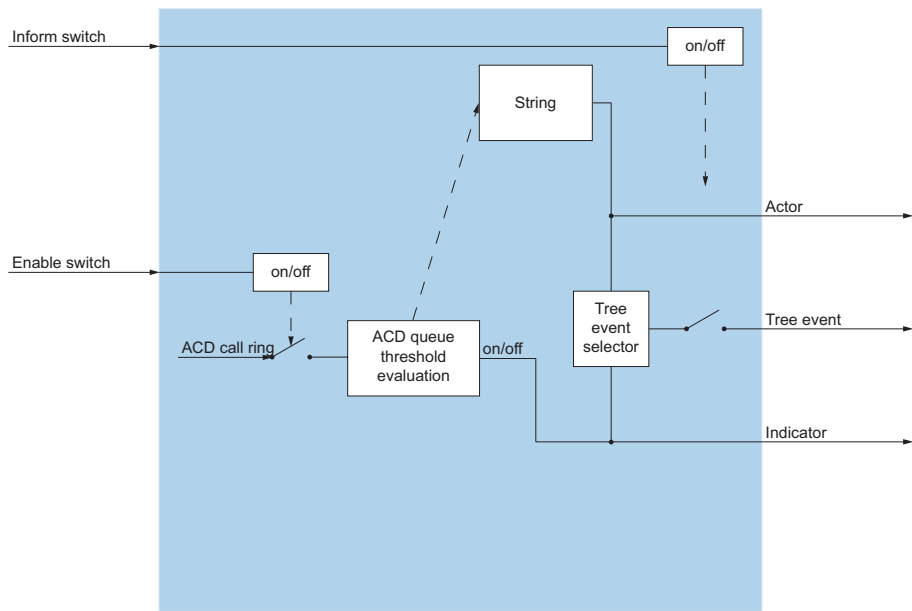 Inform switch
on/off
String
Actor
Enable switch
on/off
Tree
event
selector
Tree event
ACD call ring
ACD queue
threshold
evaluation
on/off
Indicator